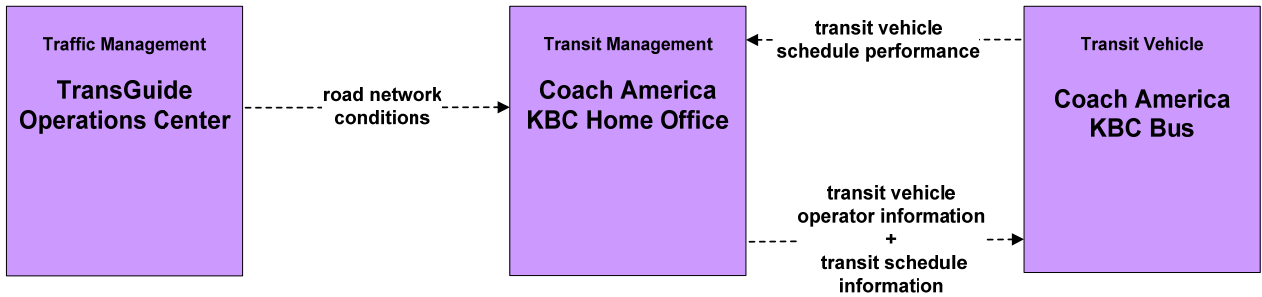 Traffic Management
TransGuide
Operations Center
road network
conditions
Transit Management
Coach America
KBC Home Office
transit vehicle
schedule performance
transit vehicle
operator information
+
transit schedule
information
Transit Vehicle
Coach America
KBC Bus